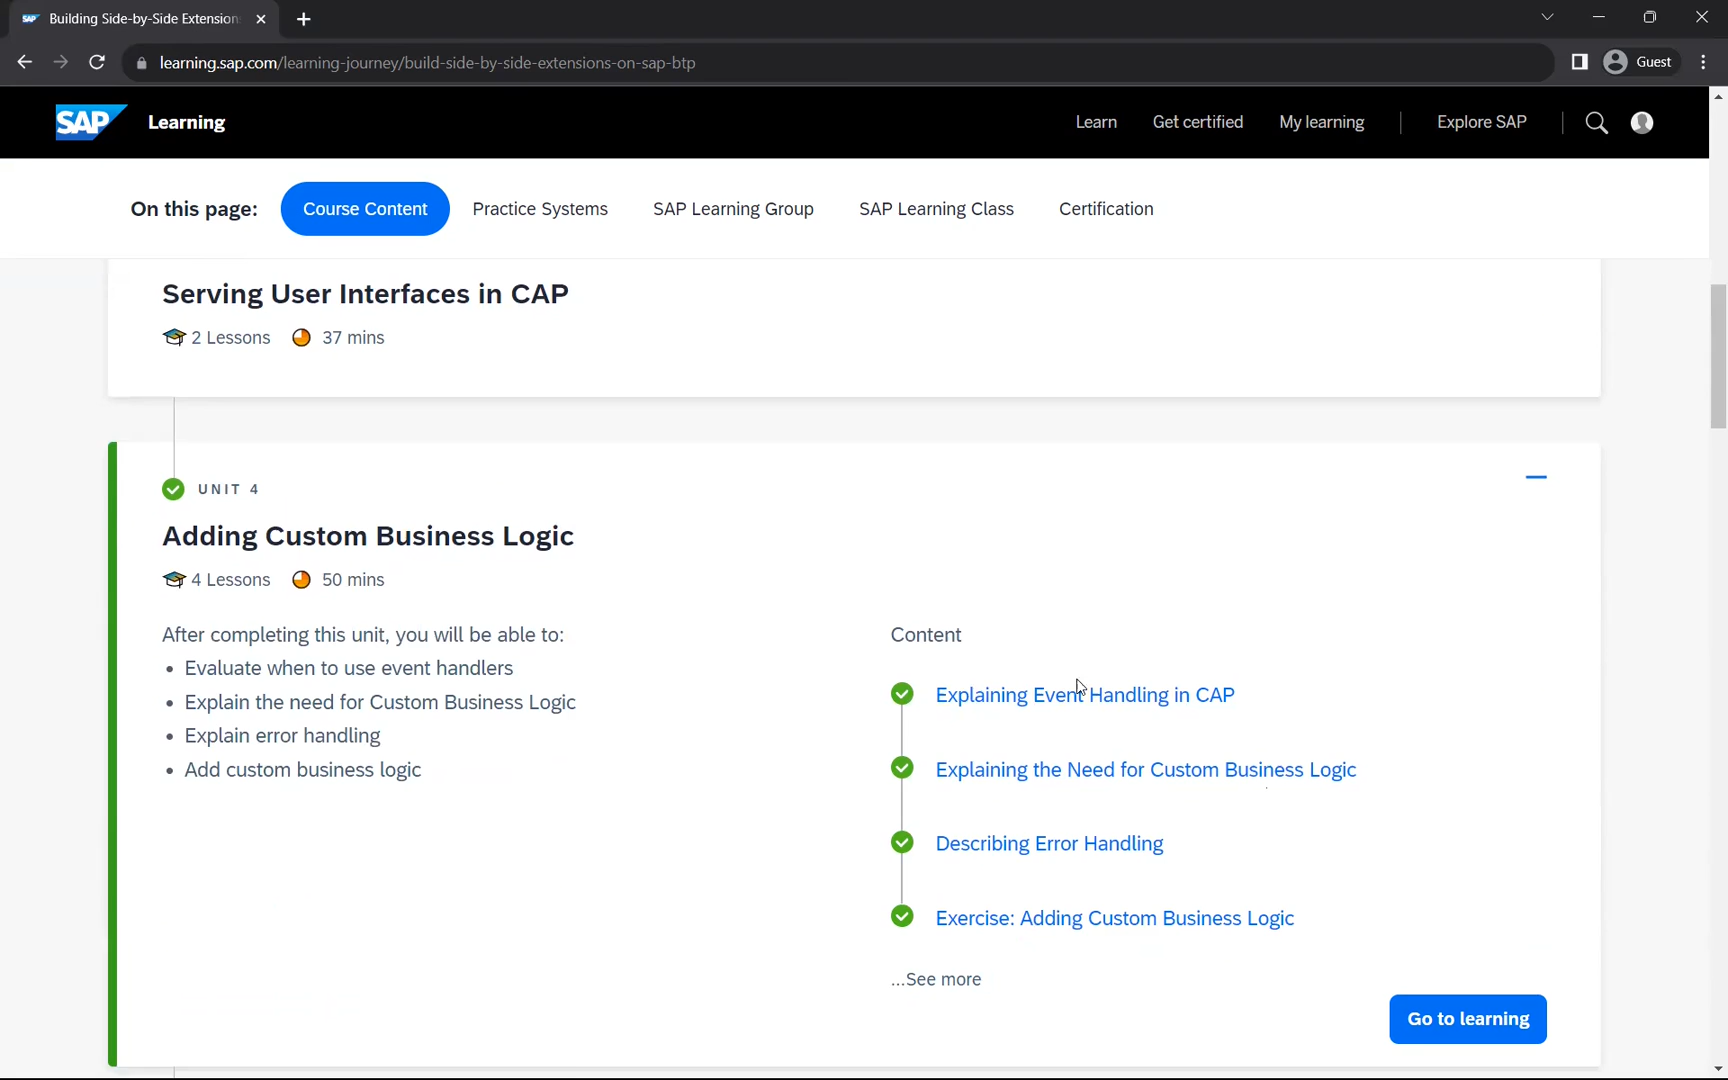 SAP Building Side-by-Side Extension
learning.sap.com/learning-journey/build-side-by-side-extensions-on-sap-btp
Guest
SAP Learning
Learn Get certified My learning Explore SAP
On this page: Course Content Practice Systems SAP Learning Group SAP Learning Class Certification
Serving User Interfaces in CAP
2 Lessons 37 mins
UNIT 4
Adding Custom Business Logic
4 Lessons 50 mins
After completing this unit, you will be able to:
• Evaluate when to use event handlers
• Explain the need for Custom Business Logic
• Explain error handling
• Add custom business logic
Content
Explaining Event Handling in CAP
Explaining the Need for Custom Business Logic
Describing Error Handling
Exercise: Adding Custom Business Logic
...See more
Go to learning